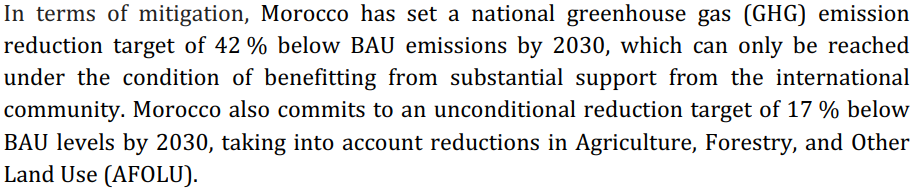 In terms of mitigation, Morocco has set a national greenhouse gas (GHG) emission
reduction target of 42 % below BAU emissions by 2030, which can only be reached
under the condition of benefitting from substantial support from the international
community. Morocco also commits to an unconditional reduction target of 17 % below
BAU levels by 2030, taking into account reductions in Agriculture, Forestry, and Other
Land Use (AFOLU).